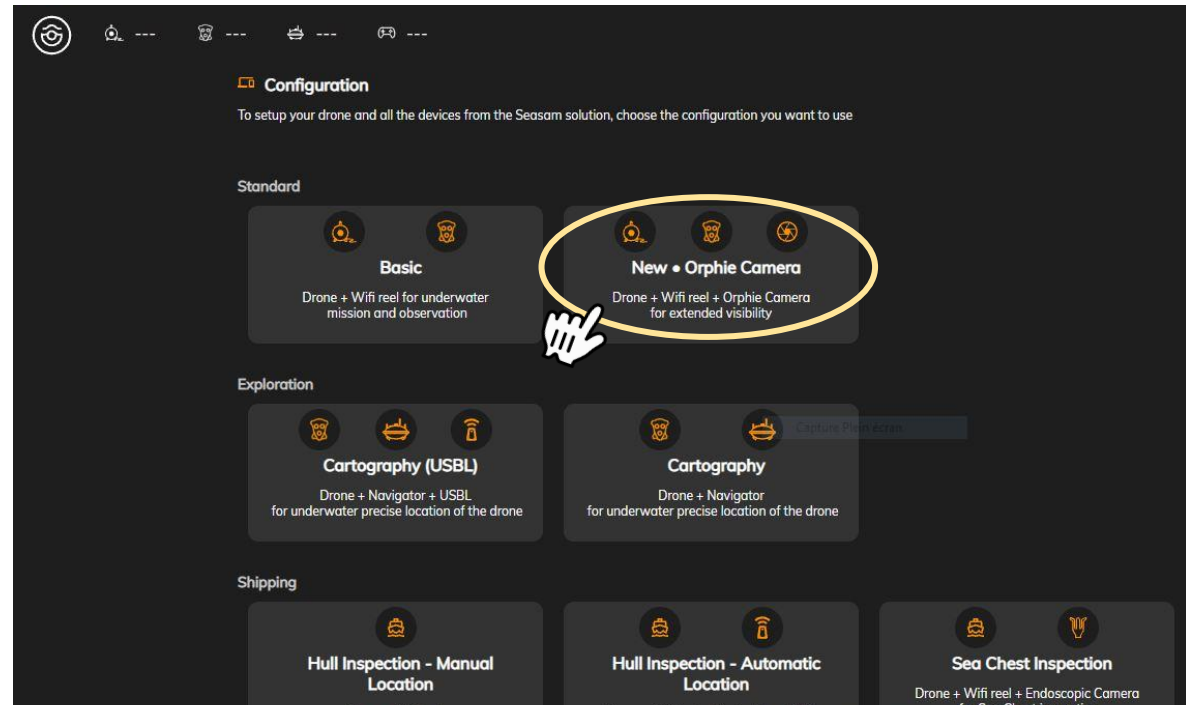 --- --- --- ---
Configuration
To setup your drone and all the devices from the Seasam solution, choose the configuration you want to use
Standard
Basic
Drone + Wifi reel for underwater
mission and observation
New • Orphie Camera
Drone + Wifi reel + Orphie Camera
for extended visibility
Exploration
Cartography (USBL)
Drone + Navigator + USBL
for underwater precise location of the drone
Cartography
Drone + Navigator
for underwater precise location of the drone
Capture Plein écran
Shipping
Hull Inspection - Manual
Location
Hull Inspection - Automatic
Location
Sea Chest Inspection
Drone + Wifi reel + Endoscopic Camera